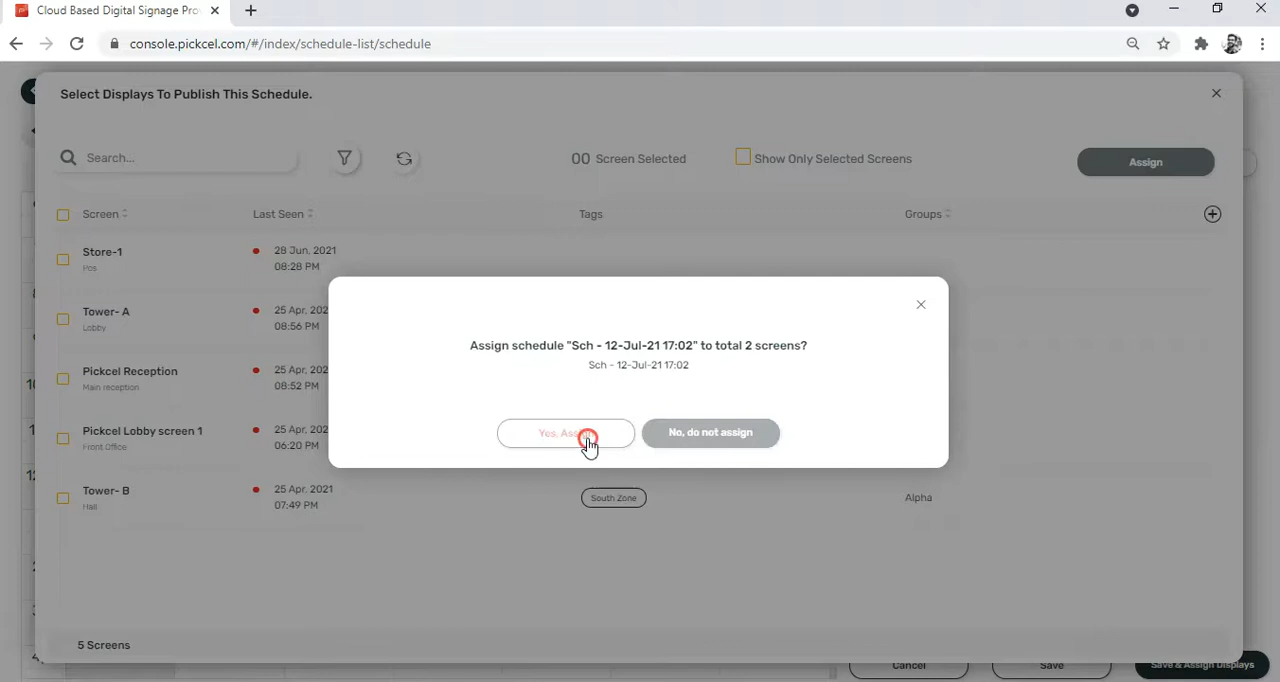 Cloud Based Digital Signage Pro
console.pickcel.com/#/index/schedule-list/schedule
Select Displays To Publish This Schedule.
Search...
00 Screen Selected
Show Only Selected Screens
Assign
Screen
Last Seen
Tags
Groups
Store-1
Pos
28 Jun, 2021
08:28 PM
Tower- A
Lobby
25 Apr, 202
08:56 PM
Pickcel Reception
Main reception
25 Apr, 202
08:52 PM
Pickcel Lobby screen 1
Front Office
25 Apr, 202
06:20 PM
Tower- B
Hall
25 Apr, 2021
07:49 PM
South Zone
Alpha
Assign schedule "Sch - 12-Jul-21 17:02" to total 2 screens?
Sch - 12-Jul-21 17:02
Yes, Ass
No, do not assign
5 Screens
Cancel
Save
Save & Assign Displays